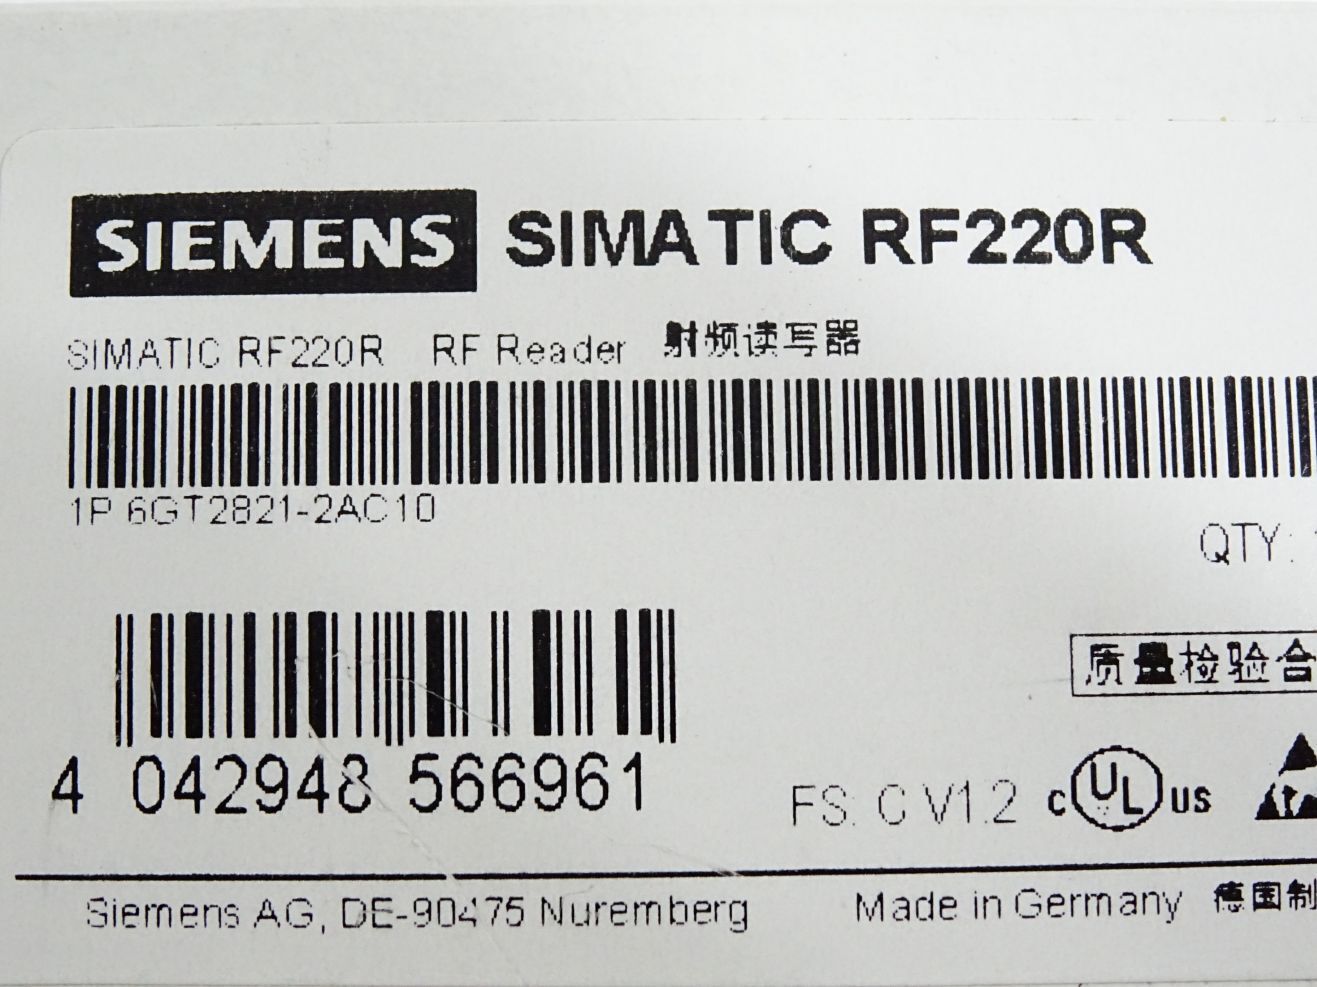 SIEMENS SIMATIC RF220R
SIMATIC RF220R RF Reader 射频读写器
1P 6GT2821-2AC10
QTY:
质量检验合
4 042948 566961
FS: C V1.2 c UL us
Siemens AG, DE-90475 Nuremberg Made in Germany 德国制